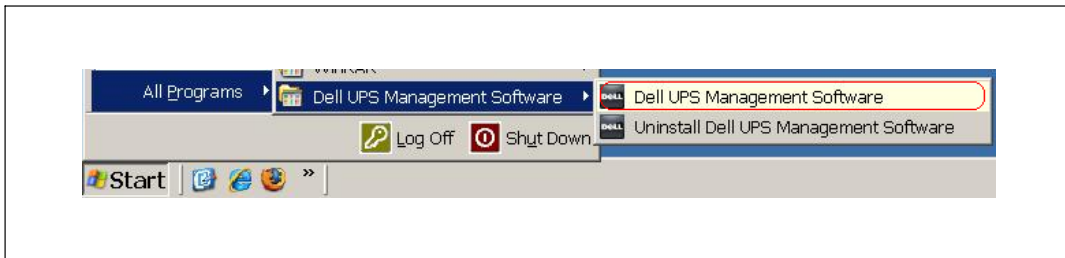 WinRAR
All Programs
Dell UPS Management Software
Dell UPS Management Software
Uninstall Dell UPS Management Software
Log Off
Shut Down
Start
»